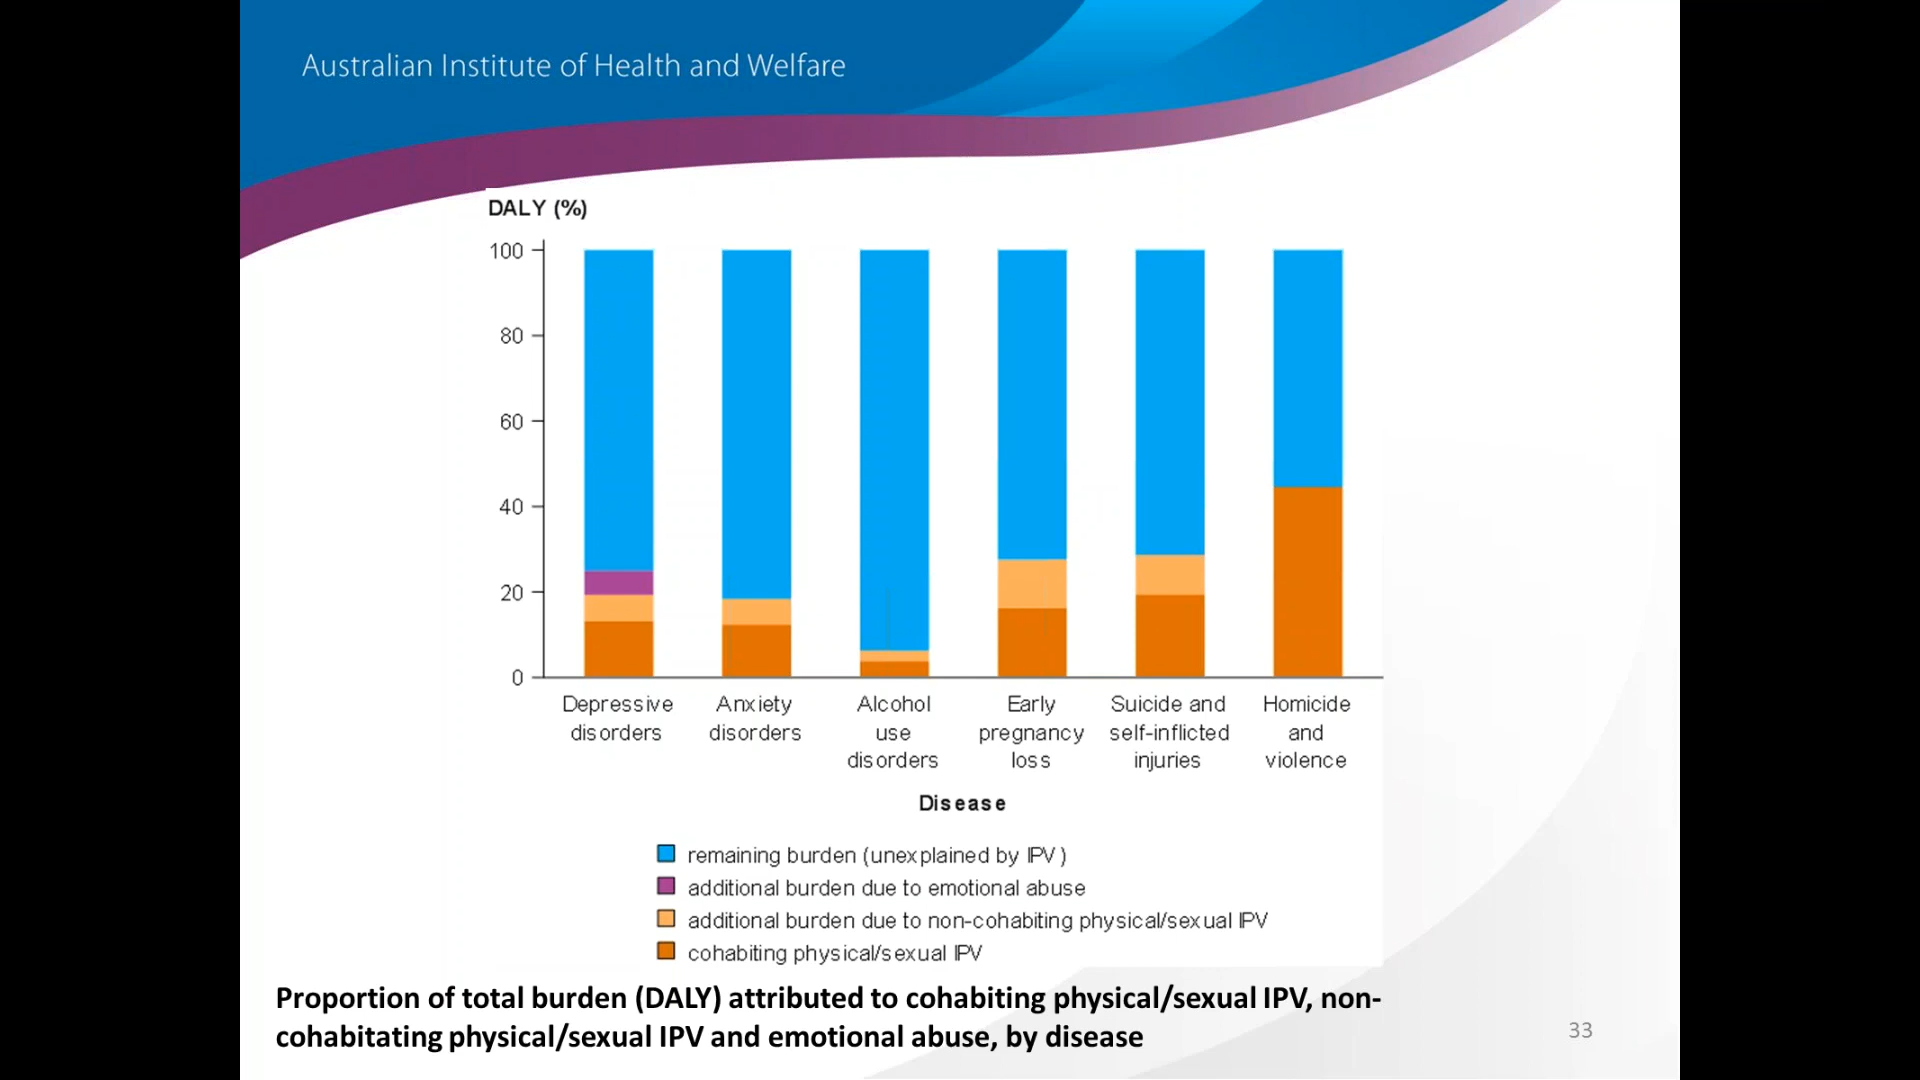 Australian Institute of Health and Welfare
DALY (%)
100
80
60
40
20
0
Depressive disorders
Anxiety disorders
Alcohol use disorders
Early pregnancy loss
Suicide and self-inflicted injuries
Homicide and violence
Disease
remaining burden (unexplained by IPV)
additional burden due to emotional abuse
additional burden due to non-cohabiting physical/sexual IPV
cohabiting physical/sexual IPV
Proportion of total burden (DALY) attributed to cohabiting physical/sexual IPV, non-
cohabitating physical/sexual IPV and emotional abuse, by disease
33